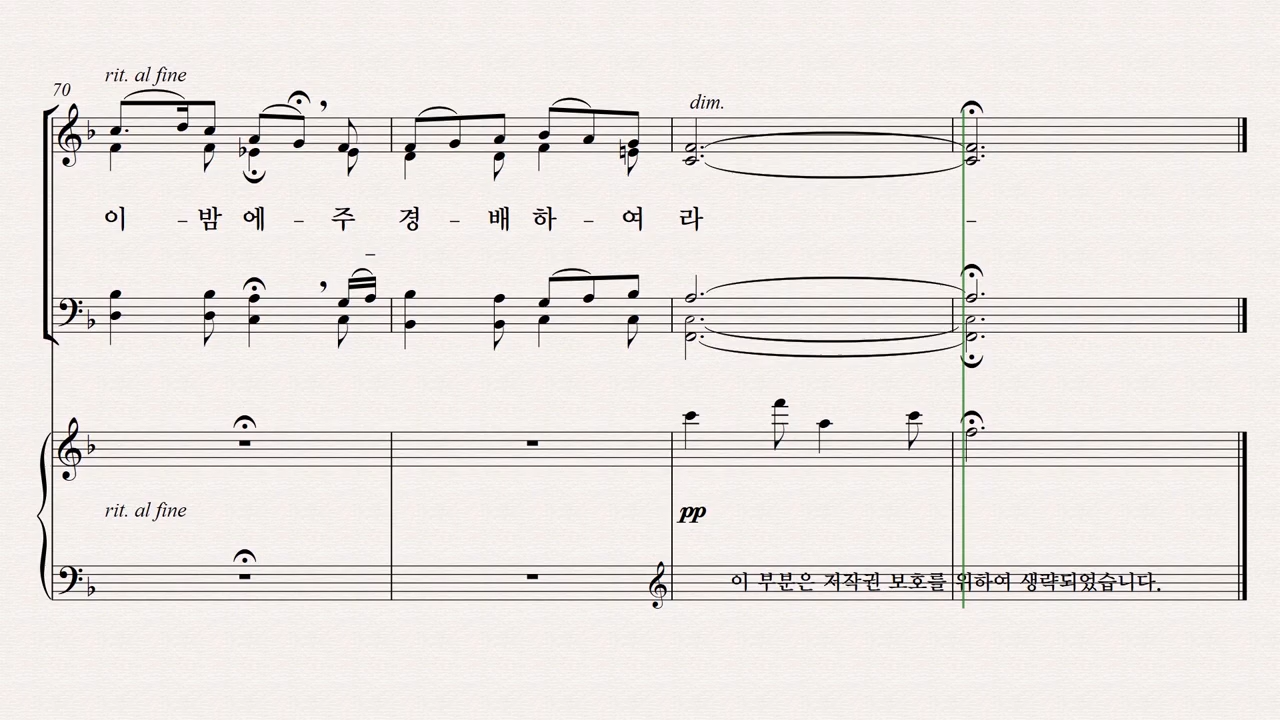 rit. al fine
70
dim.
이 – 밤 에 – 주 경 – 배 하 – 여 라 –
–
rit. al fine
pp
이 부분은 저작권 보호를 위하여 생략되었습니다.